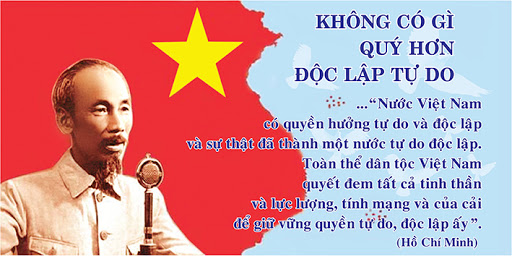 KHÔNG CÓ GÌ
QUÝ HƠN
ĐỘC LẬP TỰ DO
..."Nước Việt Nam
có quyền hưởng tự do và độc lập
và sự thật đã thành một nước tự do độc lập.
Toàn thể dân tộc Việt Nam
quyết đem tất cả tinh thần
và lực lượng, tính mạng và của cải
để giữ vững quyền tự do, độc lập ấy".
(Hồ Chí Minh)